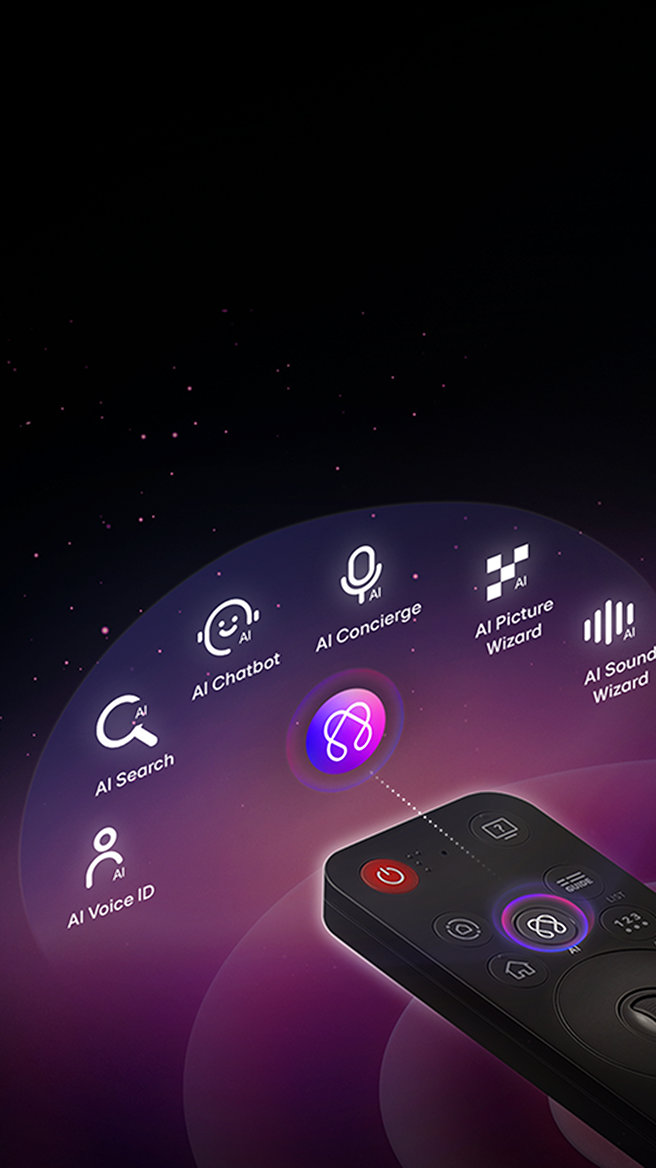 AI
AI Concierge
AI
AI Picture
Wizard
AI
AI Chatbot
AI
AI Sound
Wizard
AI
AI Search
AI
AI Voice ID
?
GUIDE
LIST
123
AI